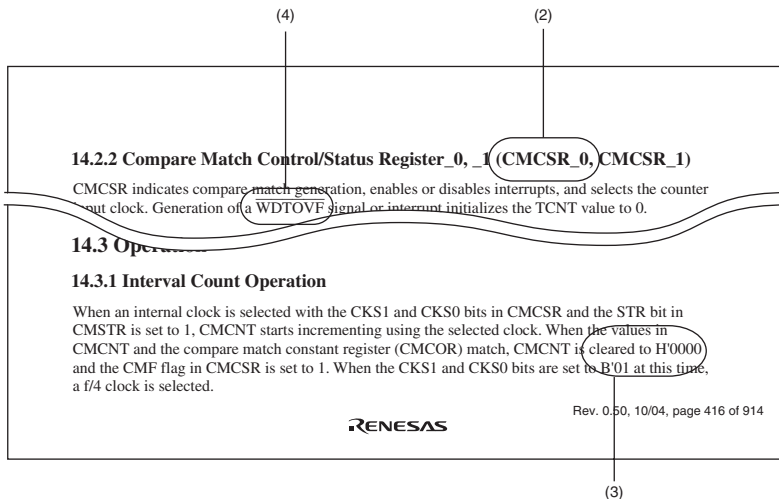 (4) (2)
14.2.2 Compare Match Control/Status Register_0, _1 (CMCSR_0, CMCSR_1)
CMCSR indicates compare match generation, enables or disables interrupts, and selects the counter
input clock. Generation of a WDTOVF signal or interrupt initializes the TCNT value to 0.
14.3 Operation
14.3.1 Interval Count Operation
When an internal clock is selected with the CKS1 and CKS0 bits in CMCSR and the STR bit in
CMSTR is set to 1, CMCNT starts incrementing using the selected clock. When the values in
CMCNT and the compare match constant register (CMCOR) match, CMCNT is cleared to H'0000
and the CMF flag in CMCSR is set to 1. When the CKS1 and CKS0 bits are set to B'01 at this time,
a f/4 clock is selected.
Rev. 0.50, 10/04, page 416 of 914
RENESAS
(3)